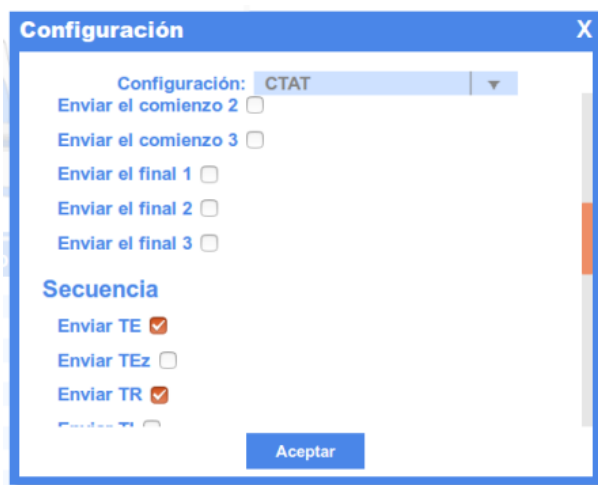 Configuración X
Configuración: CTAT
Enviar el comienzo 2
Enviar el comienzo 3
Enviar el final 1
Enviar el final 2
Enviar el final 3
Secuencia
Enviar TE
Enviar TEz
Enviar TR
Aceptar